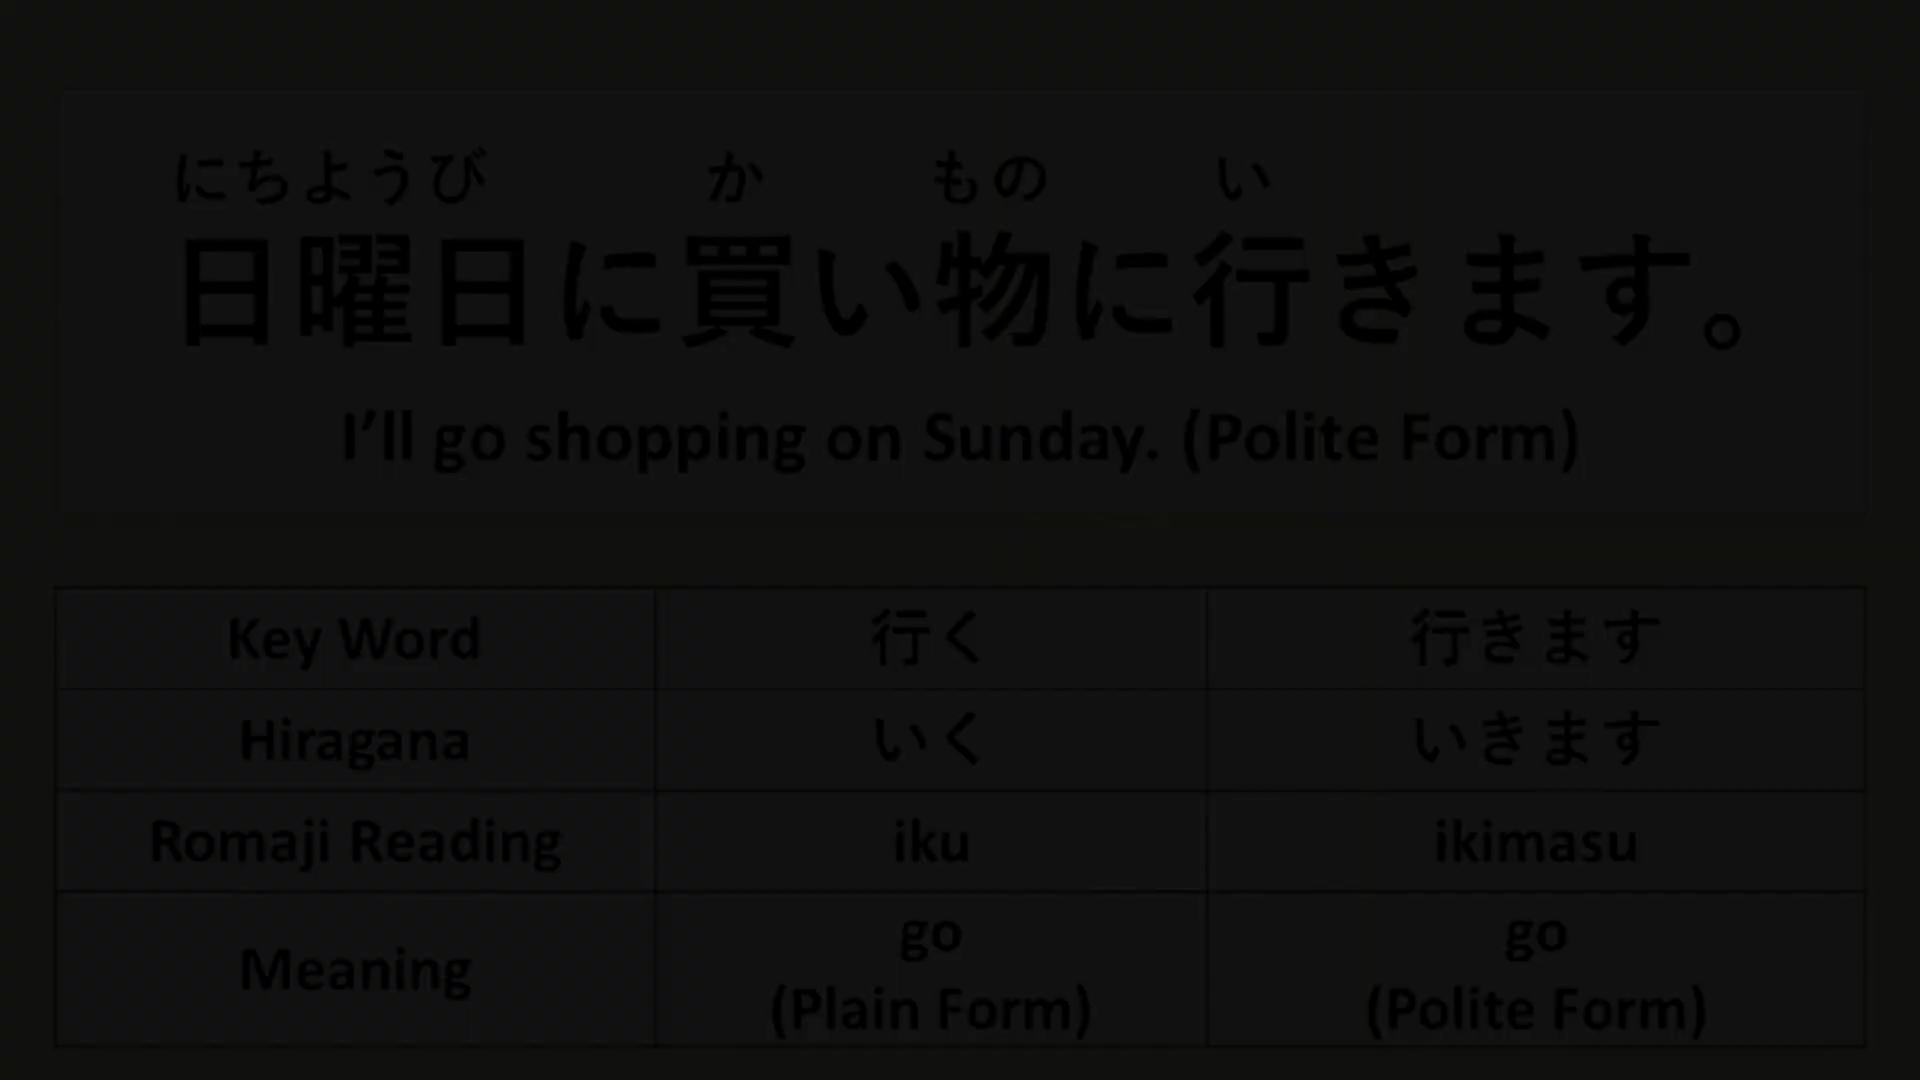 にちようび か もの い
日曜日に買い物に行きます。
I'll go shopping on Sunday. (Polite Form)
Key Word 行く 行きます
Hiragana いく いきます
Romaji Reading iku ikimasu
Meaning go (Plain Form) go (Polite Form)